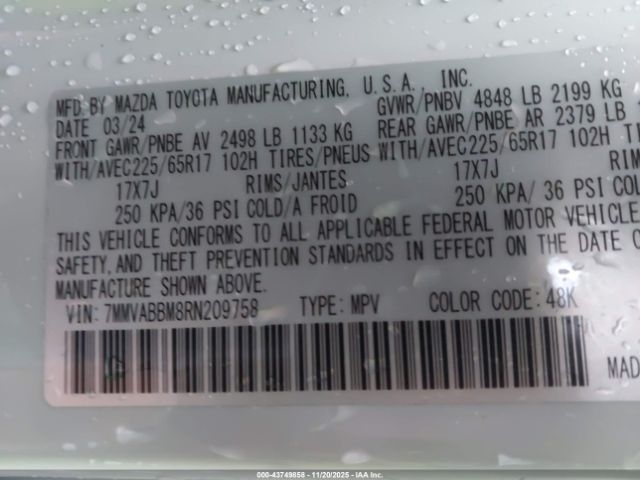 MFD BY MAZDA TOYOTA MANUFACTURING, U.S.A. INC.
DATE 03/24 GVWR/PNBV 4848 LB 2199 KG
FRONT GAWR/PNBE AV 2498 LB 1133 KG REAR GAWR/PNBE AR 2379 LB
WITH/AVEC225/65R17 102H TIRES/PNEUS WITH/AVEC225/65R17 102H
17X7J RIMS/JANTES 17X7J RIM
250 KPA/36 PSI COLD/A FROID 250 KPA/ 36 PSI COL
THIS VEHICLE CONFORMS TO ALL APPLICABLE FEDERAL MOTOR VEHICLE
SAFETY, AND THEFT PREVENTION STANDARDS IN EFFECT ON THE DATE O
MANUFACTURE SHOWN ABOVE.
VIN: 7MMVABBM8RN209758 TYPE: MPV COLOR CODE: 48K
MAD
000-43749858 - 11/20/2025 - IAA Inc.